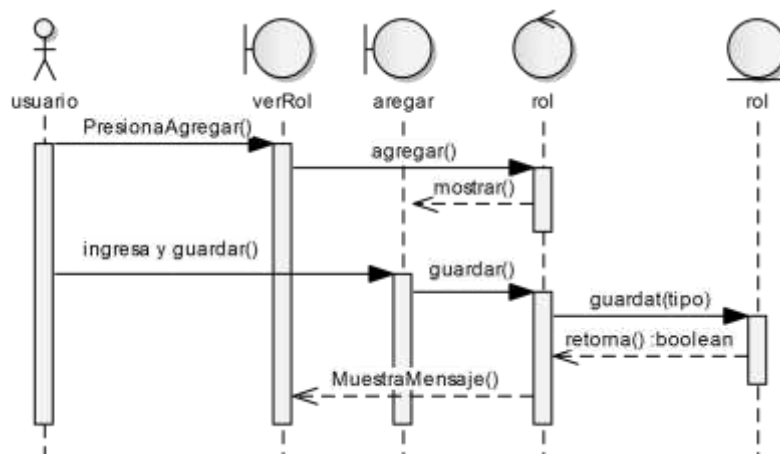 usuario
verRol
aregar
rol
rol
PresionaAgregar()
agregar()
mostrar()
ingresa y guardar()
guardar()
guardat(tipo)
retorna() :boolean
MuestraMensaje()